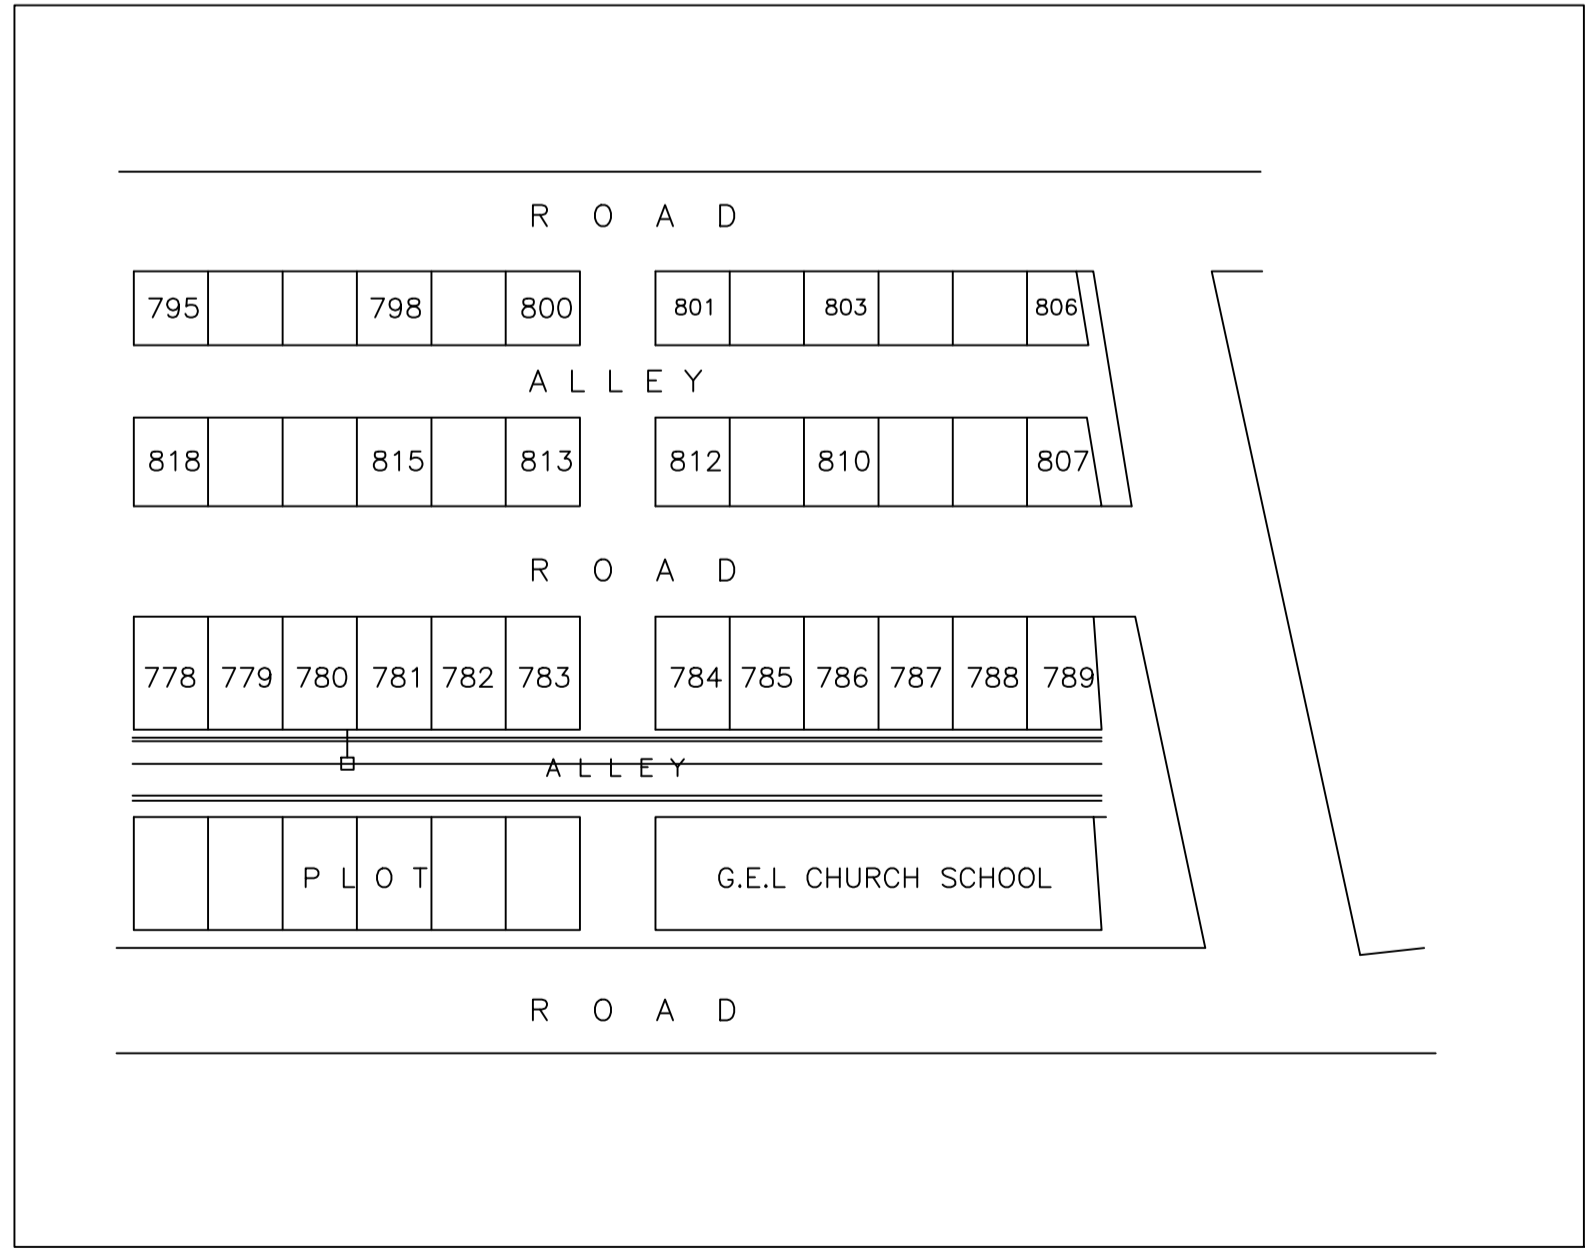 R O A D
795 798 800 801 803 806
A L L E Y
818 815 813 812 810 807
R O A D
778 779 780 781 782 783 784 785 786 787 788 789
A L L E Y
P L O T G.E.L CHURCH SCHOOL
R O A D